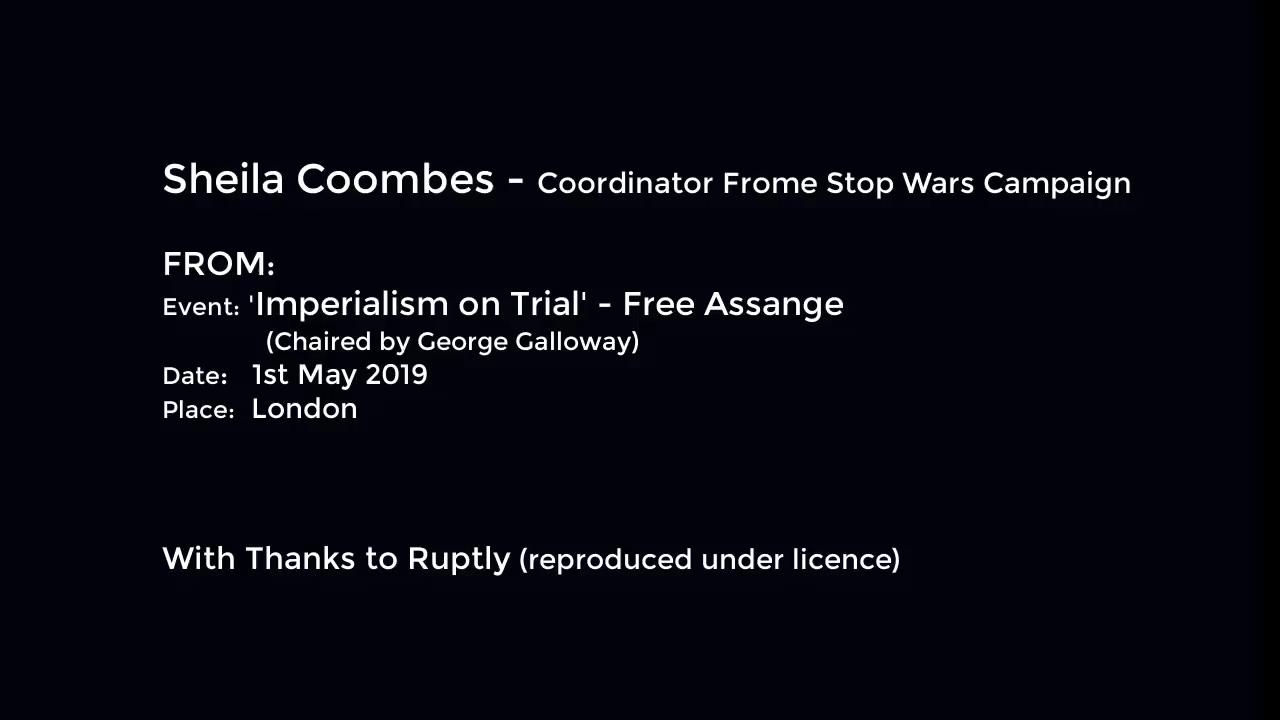 Sheila Coombes - Coordinator Frome Stop Wars Campaign
FROM:
Event: 'Imperialism on Trial' - Free Assange
(Chaired by George Galloway)
Date: 1st May 2019
Place: London
With Thanks to Ruptly (reproduced under licence)